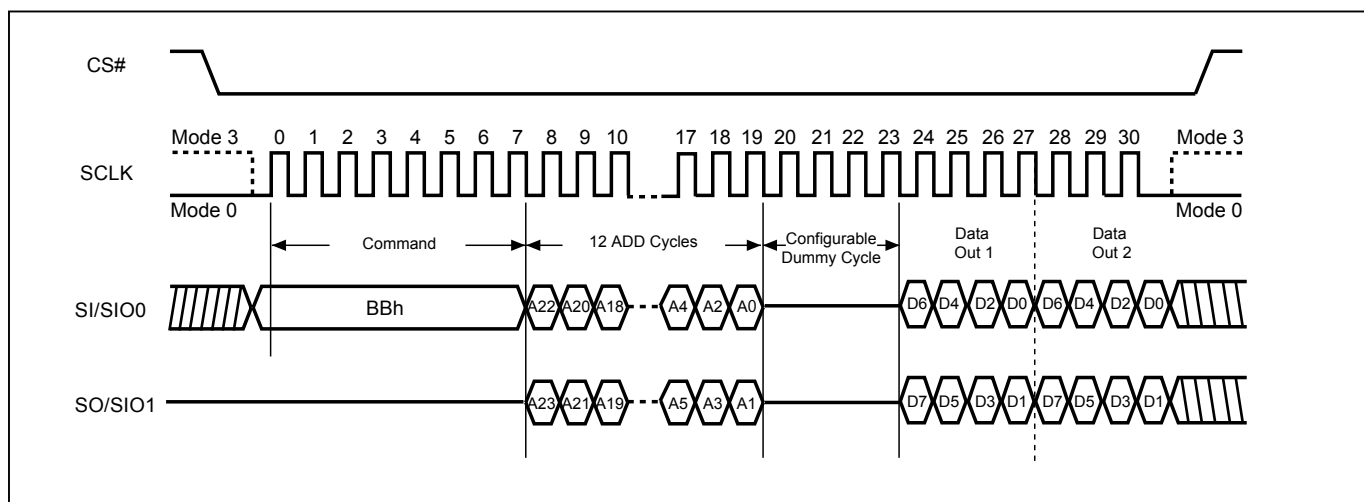 CS#
Mode 3 0 1 2 3 4 5 6 7 8 9 10 17 18 19 20 21 22 23 24 25 26 27 28 29 30 Mode 3
SCLK
Mode 0 Mode 0
Command 12 ADD Cycles Configurable Dummy Cycle Data Out 1 Data Out 2
SI/SIO0 BBh A22 A20 A18 A4 A2 A0 D6 D4 D2 D0 D6 D4 D2 D0
SO/SIO1 A23 A21 A19 A5 A3 A1 D7 D5 D3 D1 D7 D5 D3 D1